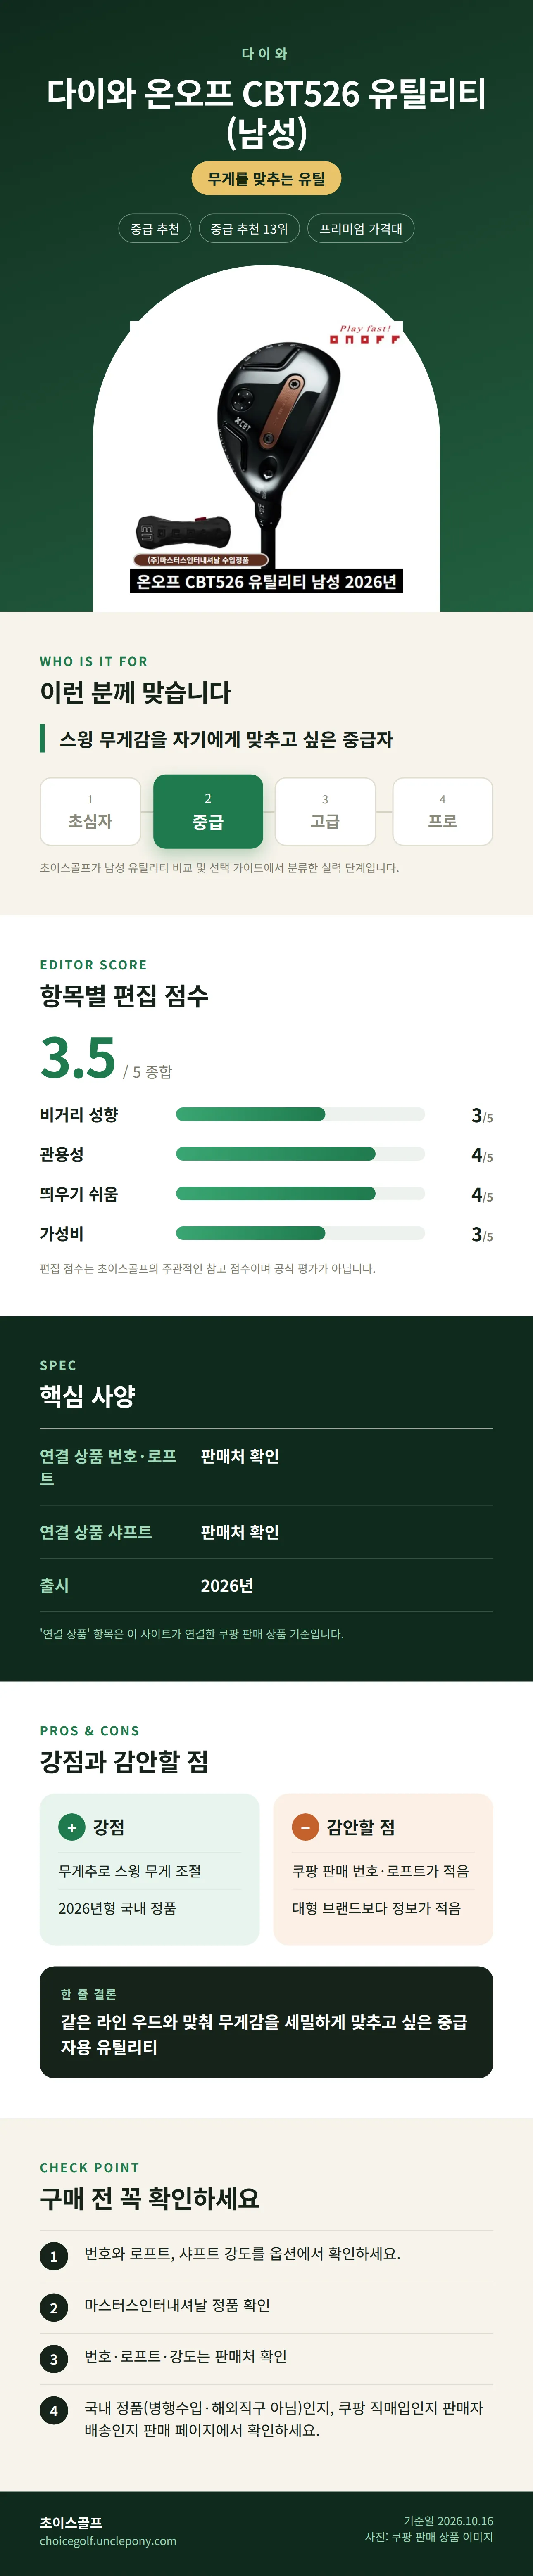 다이와
다이와 온오프 CBT526 유틸리티
(남성)
무게를 맞추는 유틸
중급 추천
중급 추천 13위
프리미엄 가격대
Play fast!
ONOFF
XCBT
(주)마스터스인터내셔날 수입정품
온오프 CBT526 유틸리티 남성 2026년
WHO IS IT FOR
이런 분께 맞습니다
스윙 무게감을 자기에게 맞추고 싶은 중급자
1
초심자
2
중급
3
고급
4
프로
초이스골프가 남성 유틸리티 비교 및 선택 가이드에서 분류한 실력 단계입니다.
EDITOR SCORE
항목별 편집 점수
3.5 / 5 종합
비거리 성향 3/5
관용성 4/5
띄우기 쉬움 4/5
가성비 3/5
편집 점수는 초이스골프의 주관적인 참고 점수이며 공식 평가가 아닙니다.
SPEC
핵심 사양
연결 상품 번호·로프 판매처 확인
트
연결 상품 샤프트 판매처 확인
출시 2026년
'연결 상품' 항목은 이 사이트가 연결한 쿠팡 판매 상품 기준입니다.
PROS & CONS
강점과 감안할 점
+ 강점
무게추로 스윙 무게 조절
2026년형 국내 정품
− 감안할 점
쿠팡 판매 번호·로프트가 적음
대형 브랜드보다 정보가 적음
한 줄 결론
같은 라인 우드와 맞춰 무게감을 세밀하게 맞추고 싶은 중급
자용 유틸리티
CHECK POINT
구매 전 꼭 확인하세요
1 번호와 로프트, 샤프트 강도를 옵션에서 확인하세요.
2 마스터스인터내셔날 정품 확인
3 번호·로프트·강도는 판매처 확인
4 국내 정품(병행수입·해외직구 아님)인지, 쿠팡 직매입인지 판매자
배송인지 판매 페이지에서 확인하세요.
초이스골프
choicegolf.unclepony.com
기준일 2026.10.16
사진: 쿠팡 판매 상품 이미지